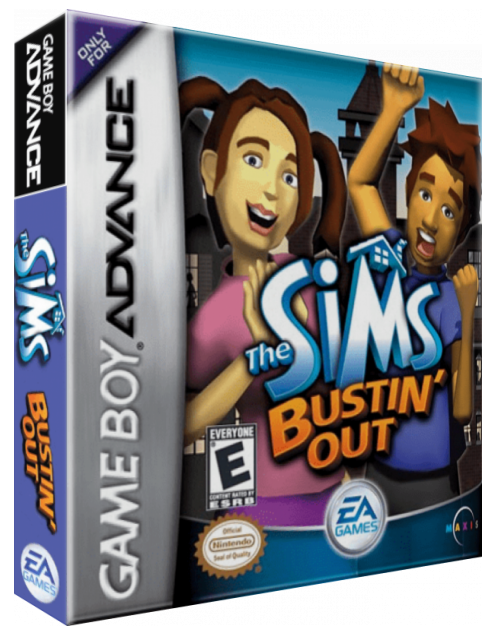 GAME BOY
ADVANCE
The
SiMS
BUSTIN'
OUT
EA
GAMES
ONLY
FOR
GAME BOY ADVANCE
The
SiMS
BUSTIN'
OUT
EVERYONE
E
CONTENT RATED BY
ESRB
Official
Nintendo
Seal of Quality
EA
GAMES
MAXIS